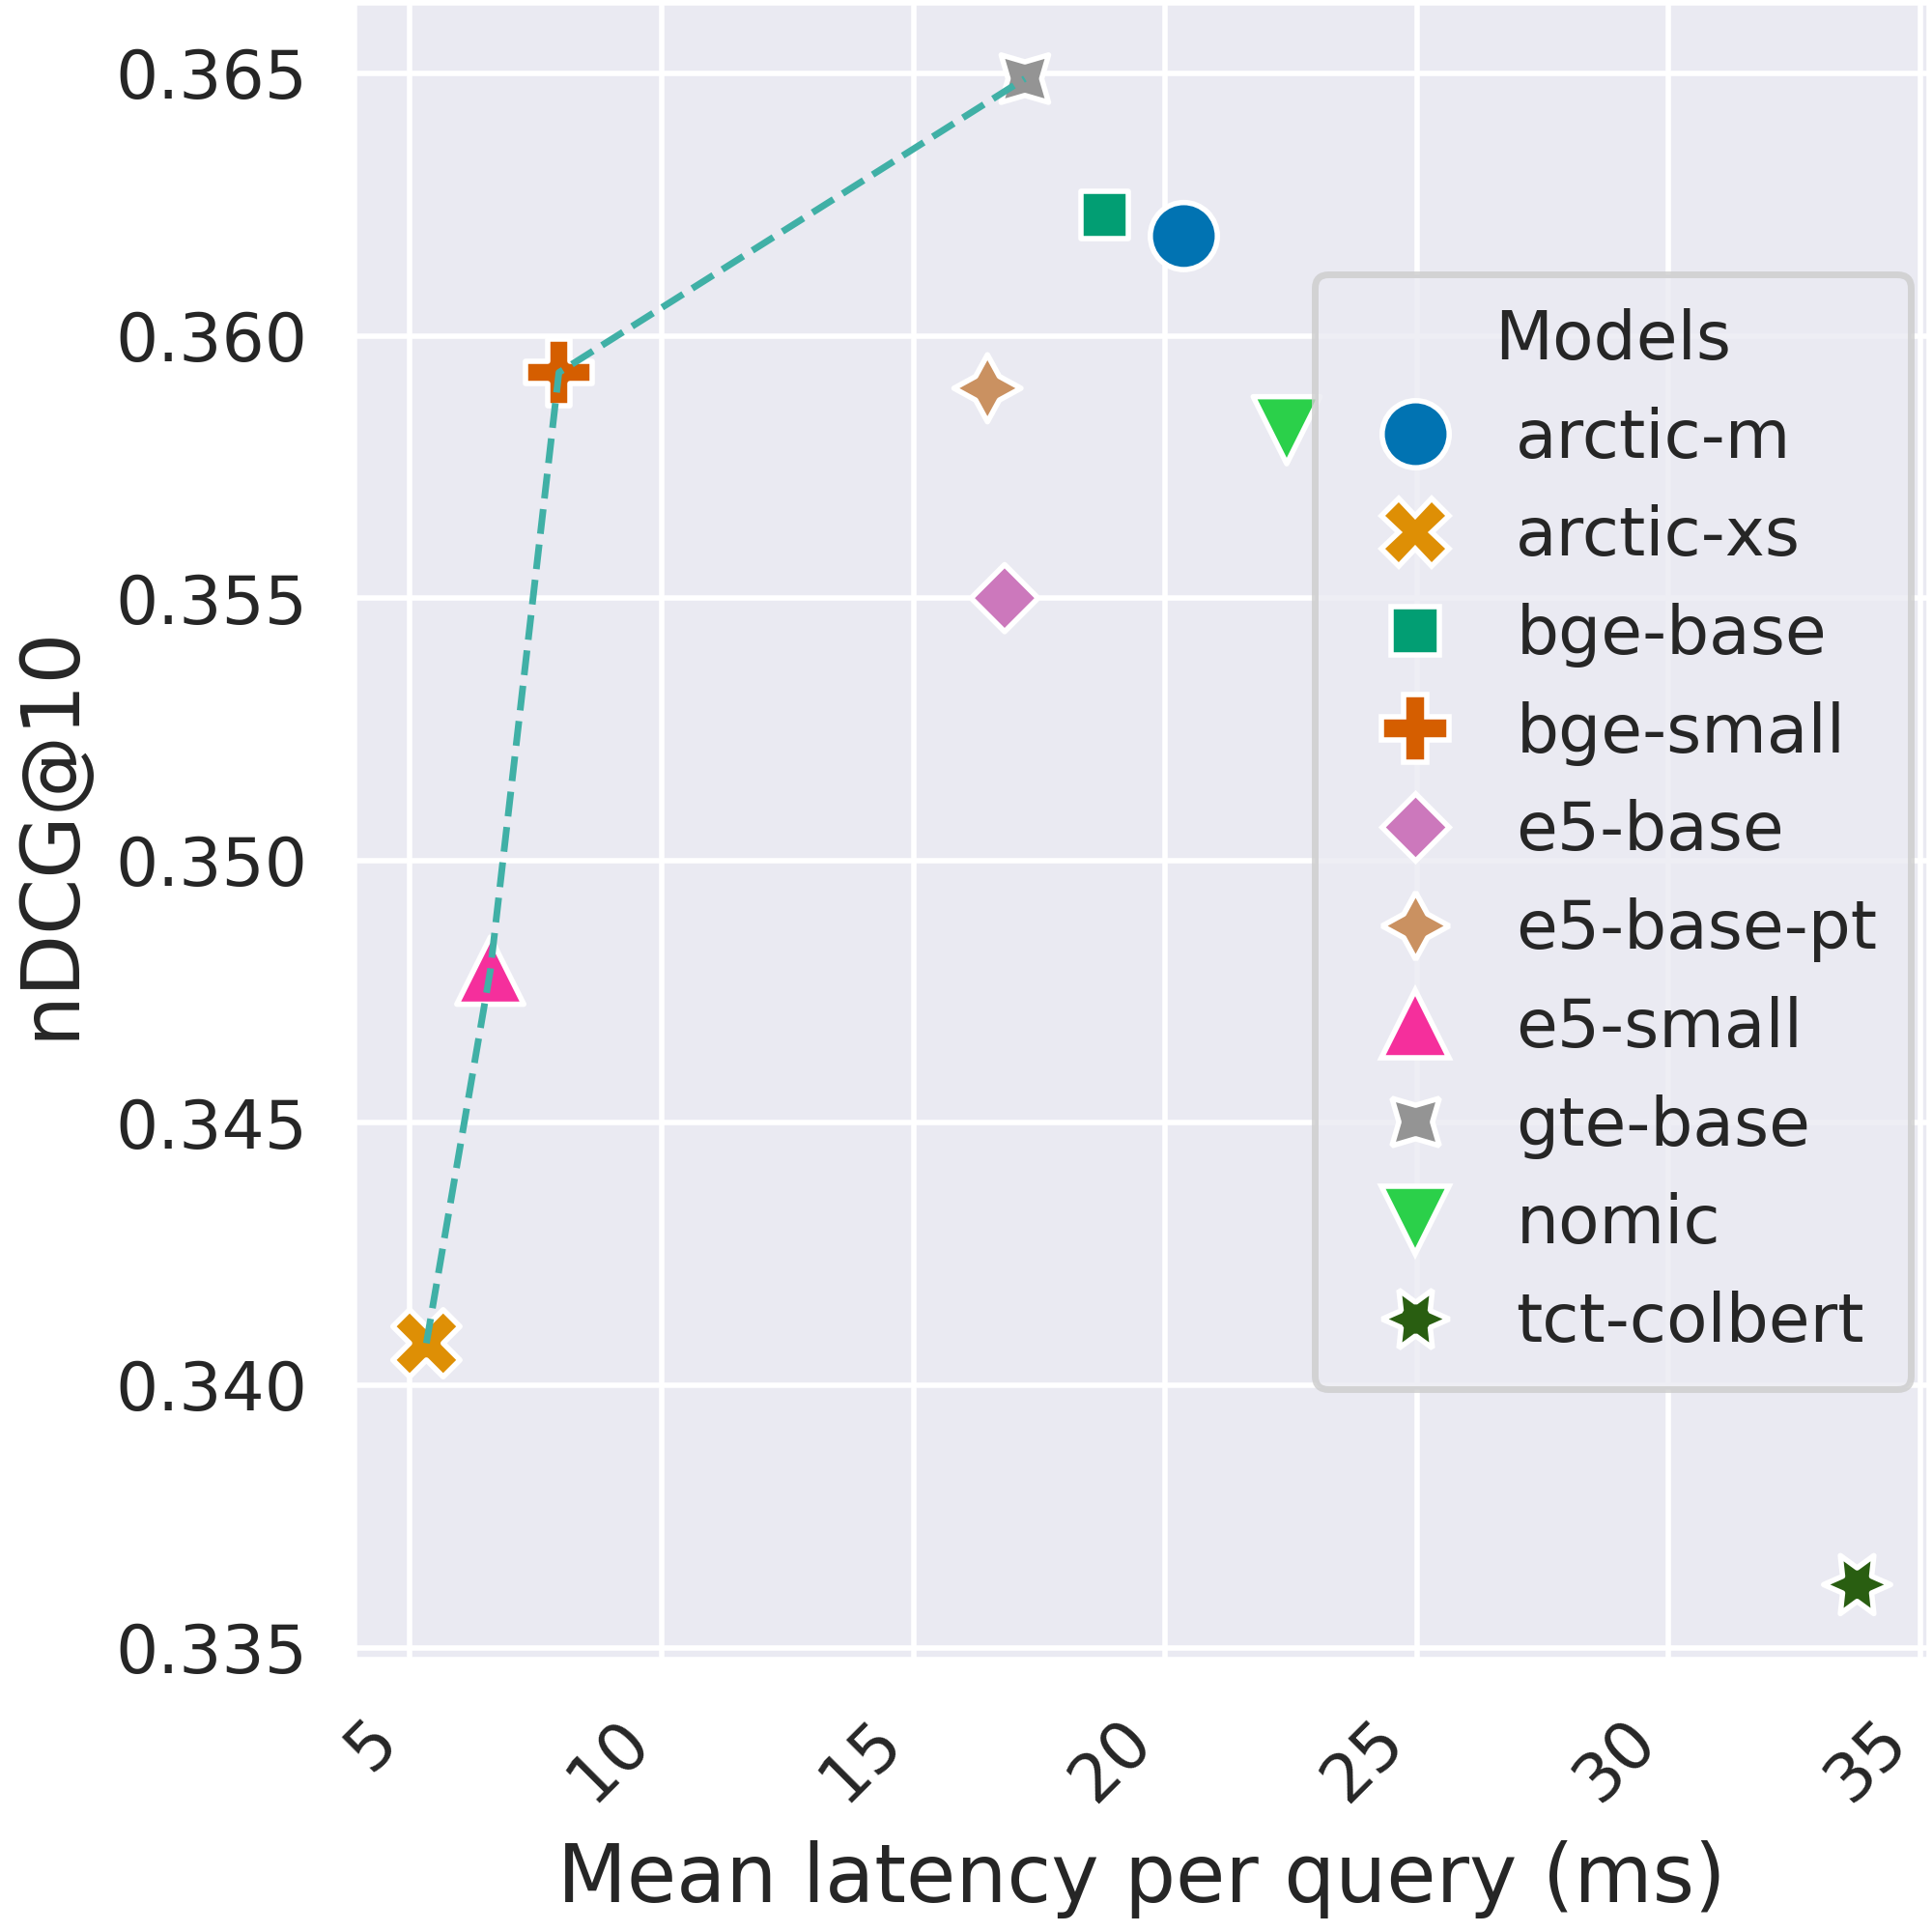 0.365
0.360
0.355
0.350
0.345
0.340
0.335
nDCG@10
5
10
15
20
25
30
35
Mean latency per query (ms)
Models
arctic-m
arctic-xs
bge-base
bge-small
e5-base
e5-base-pt
e5-small
gte-base
nomic
tct-colbert